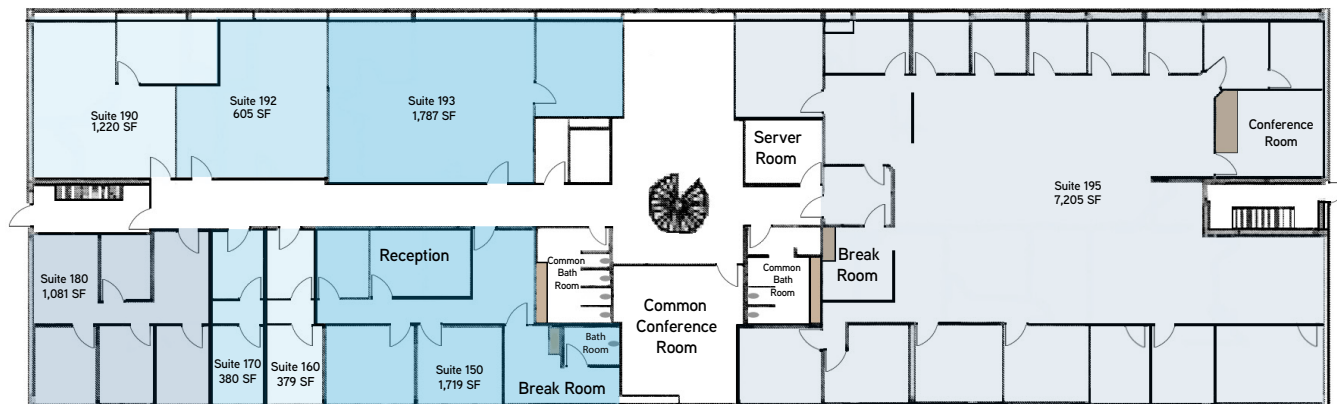 Suite 190
1,220 SF
Suite 192
605 SF
Suite 193
1,787 SF
Server
Room
Conference
Room
Suite 195
7,205 SF
Suite 180
1,081 SF
Reception
Common
Bath
Room
Common
Bath
Room
Break
Room
Common
Conference
Room
Suite 170
380 SF
Suite 160
379 SF
Suite 150
1,719 SF
Bath
Room
Break Room